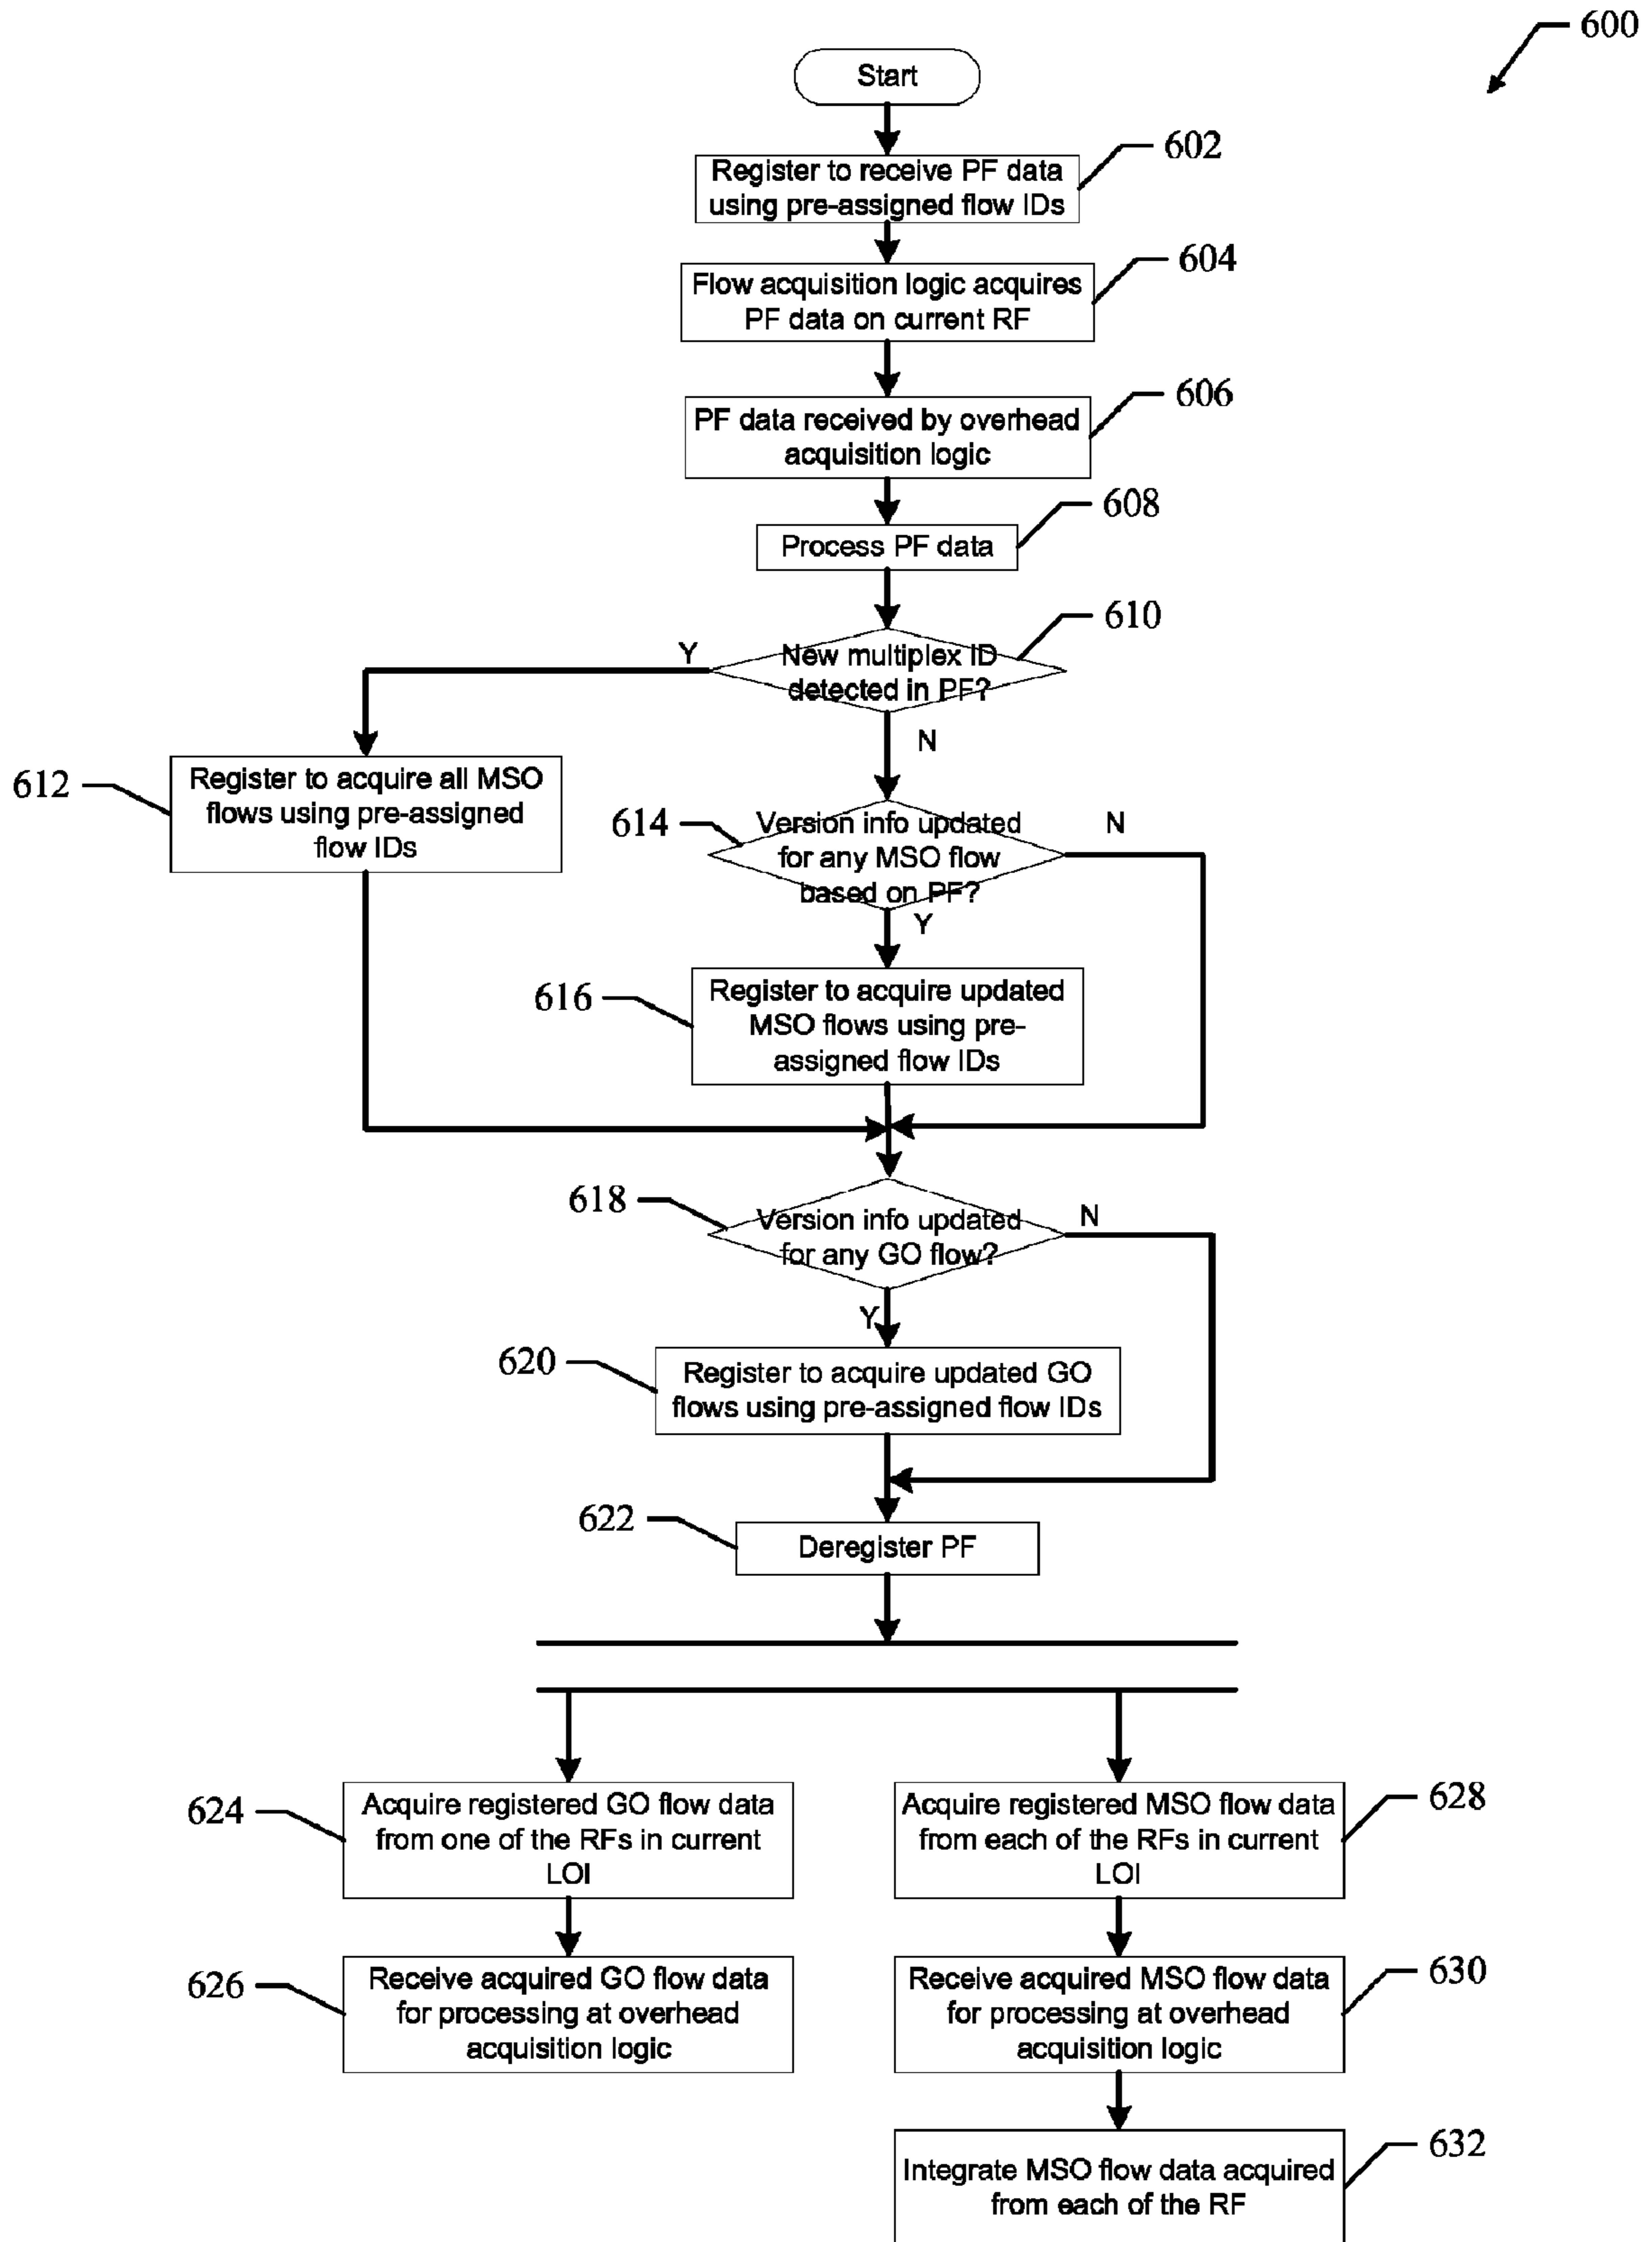 600
Start
602
Register to receive PF data
using pre-assigned flow IDs
604
Flow acquisition logic acquires
PF data on current RF
606
PF data received by overhead
acquisition logic
608
Process PF data
610
New multiplex ID
detected in PF?
Y
N
612
Register to acquire all MSO
flows using pre-assigned
flow IDs
614
Version info updated
for any MSO flow
based on PF?
N
Y
616
Register to acquire updated
MSO flows using pre-
assigned flow IDs
618
Version info updated
for any GO flow?
N
Y
620
Register to acquire updated GO
flows using pre-assigned flow IDs
622
Deregister PF
624
Acquire registered GO flow data
from one of the RFs in current
LOI
628
Acquire registered MSO flow data
from each of the RFs in current
LOI
626
Receive acquired GO flow data
for processing at overhead
acquisition logic
630
Receive acquired MSO flow data
for processing at overhead
acquisition logic
632
Integrate MSO flow data acquired
from each of the RF